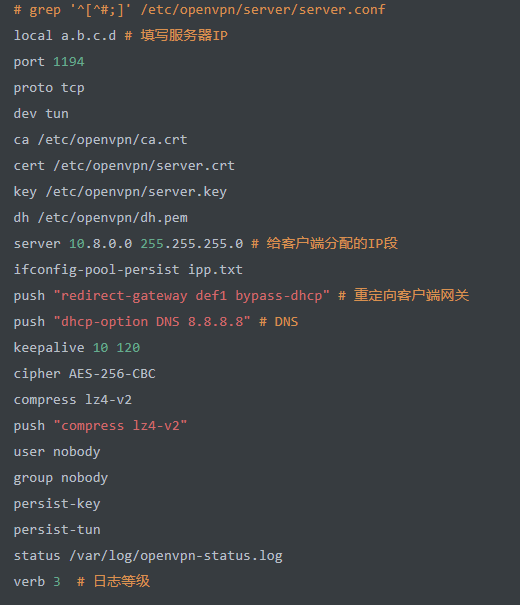 # grep '^[^#;]' /etc/openvpn/server/server.conf
local a.b.c.d # 填写服务器IP
port 1194
proto tcp
dev tun
ca /etc/openvpn/ca.crt
cert /etc/openvpn/server.crt
key /etc/openvpn/server.key
dh /etc/openvpn/dh.pem
server 10.8.0.0 255.255.255.0 # 给客户端分配的IP段
ifconfig-pool-persist ipp.txt
push "redirect-gateway def1 bypass-dhcp" # 重定向客户端网关
push "dhcp-option DNS 8.8.8.8" # DNS
keepalive 10 120
cipher AES-256-CBC
compress lz4-v2
push "compress lz4-v2"
user nobody
group nobody
persist-key
persist-tun
status /var/log/openvpn-status.log
verb 3  # 日志等级